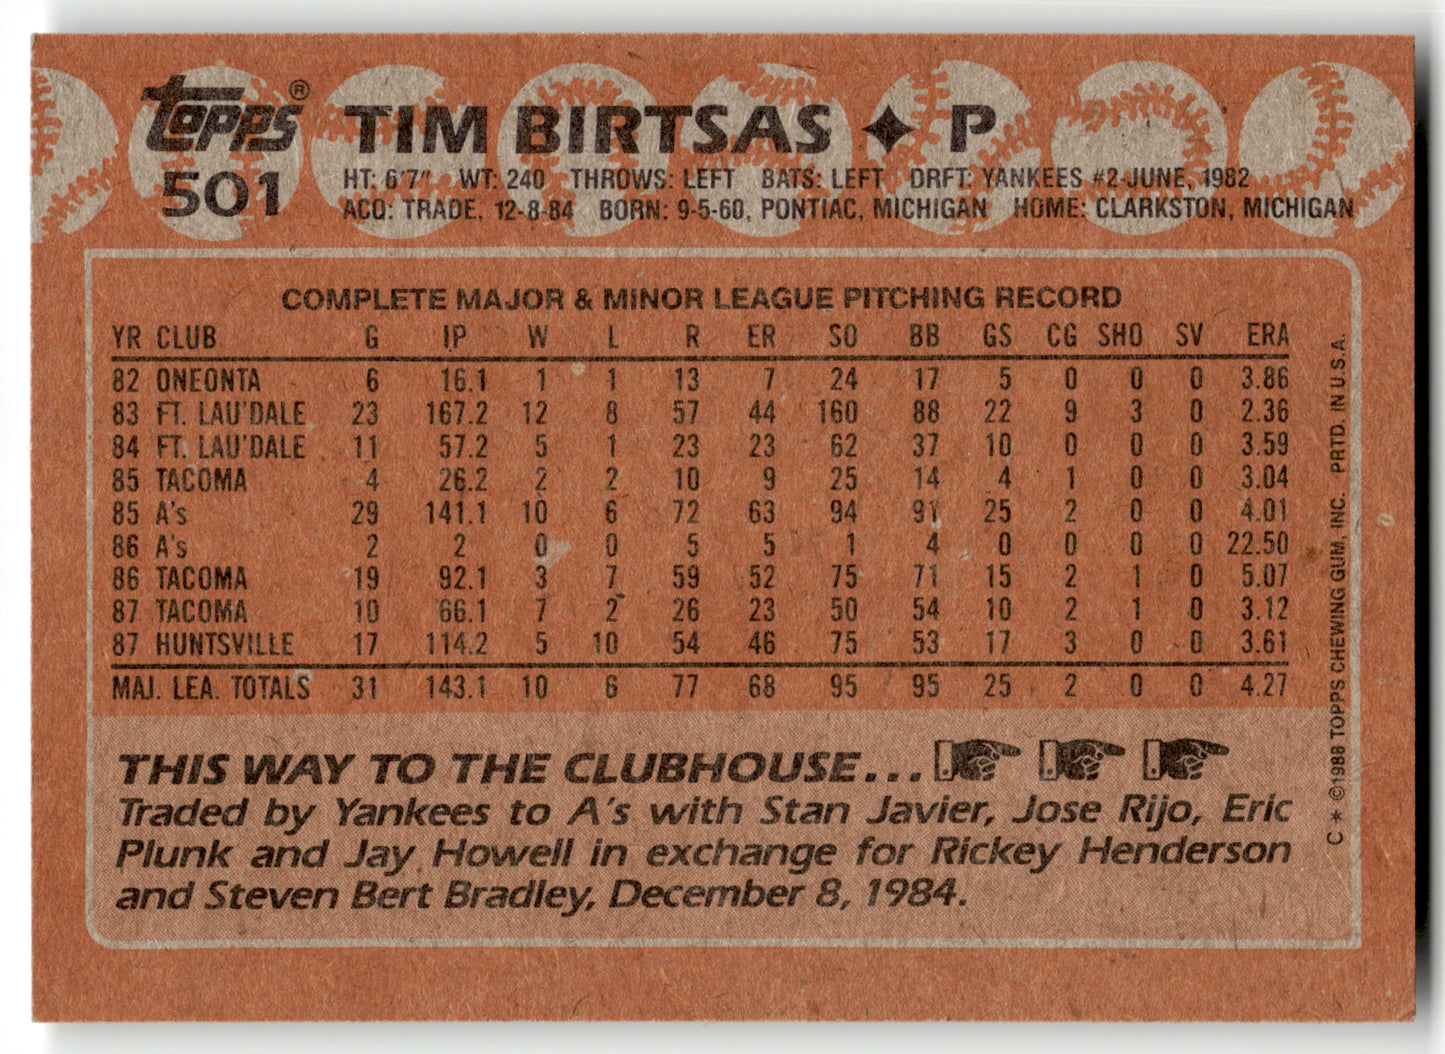 Topps® TIM BIRTSAS ✦ P
501
HT: 6'7" WT: 240 THROWS: LEFT BATS: LEFT DRFT: YANKEES #2-JUNE, 1982
ACQ: TRADE, 12-8-84 BORN: 9-5-60, PONTIAC, MICHIGAN HOME: CLARKSTON, MICHIGAN
COMPLETE MAJOR & MINOR LEAGUE PITCHING RECORD
YR CLUB G IP W L R ER SO BB GS CG SHO SV ERA
82 ONEONTA 6 16.1 1 1 13 7 24 17 5 0 0 0 3.86
83 FT. LAU'DALE 23 167.2 12 8 57 44 160 88 22 9 3 0 2.36
84 FT. LAU'DALE 11 57.2 5 1 23 23 62 37 10 0 0 0 3.59
85 TACOMA 4 26.2 2 2 10 9 25 14 4 1 0 0 3.04
85 A's 29 141.1 10 6 72 63 94 91 25 2 0 0 4.01
86 A's 2 2 0 0 5 5 1 4 0 0 0 0 22.50
86 TACOMA 19 92.1 3 7 59 52 75 71 15 2 1 0 5.07
87 TACOMA 10 66.1 7 2 26 23 50 54 10 2 1 0 3.12
87 HUNTSVILLE 17 114.2 5 10 54 46 75 53 17 3 0 0 3.61
MAJ. LEA. TOTALS 31 143.1 10 6 77 68 95 95 25 2 0 0 4.27
THIS WAY TO THE CLUBHOUSE...
Traded by Yankees to A's with Stan Javier, Jose Rijo, Eric
Plunk and Jay Howell in exchange for Rickey Henderson
and Steven Bert Bradley, December 8, 1984.
C * ©1988 TOPPS CHEWING GUM, INC. PRTD. IN U.S.A.